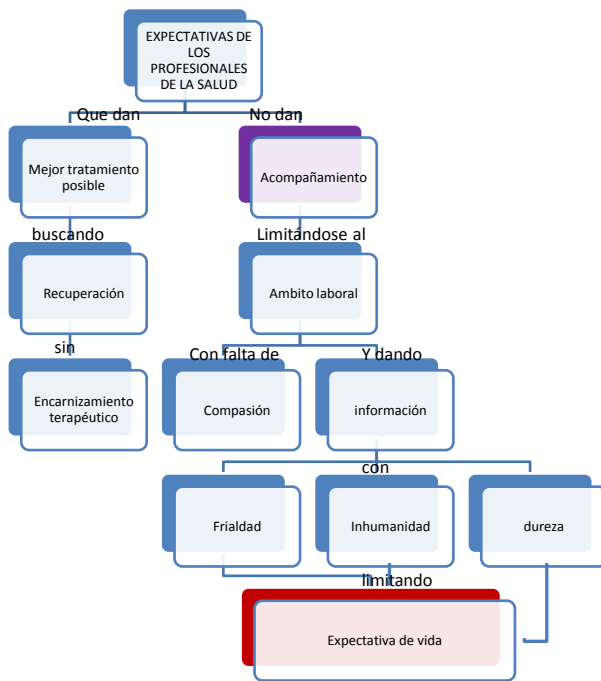 EXPECTATIVAS DE
LOS
PROFESIONALES
DE LA SALUD
Que dan
No dan
Mejor tratamiento
posible
Acompañamiento
buscando
Limitándose al
Recuperación
Ambito laboral
sin
Con falta de
Y dando
Encarnizamiento
terapéutico
Compasión
información
con
Frialdad
Inhumanidad
dureza
limitando
Expectativa de vida